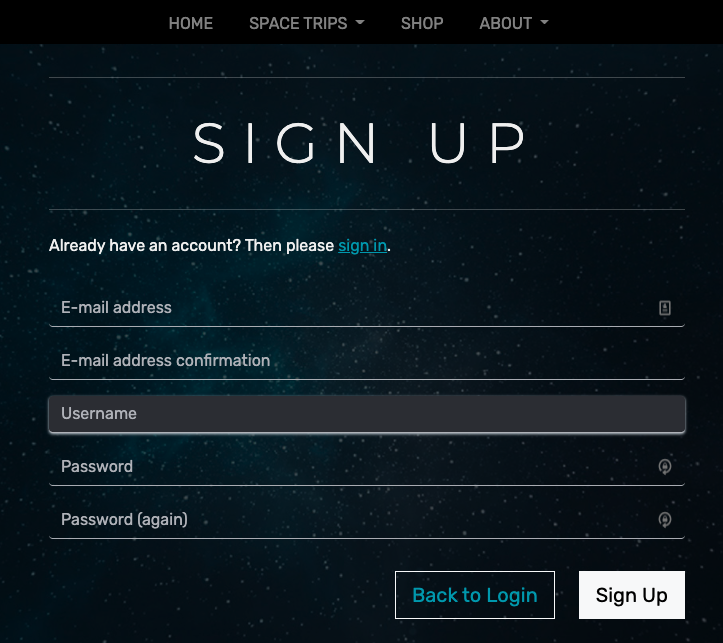 HOME SPACE TRIPS SHOP ABOUT
SIGN UP
Already have an account? Then please sign in.
E-mail address
E-mail address confirmation
Username
Password
Password (again)
Back to Login Sign Up